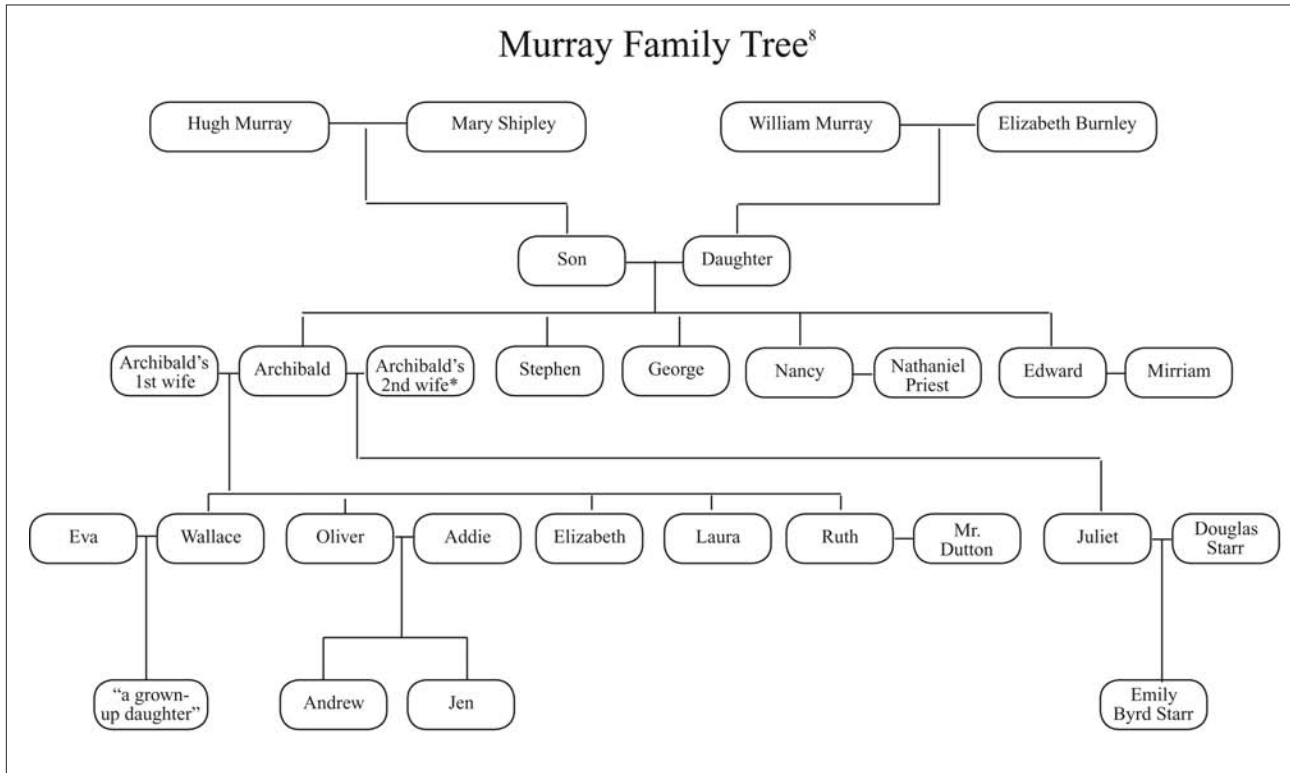 Murray Family Tree⁸
Hugh Murray
Mary Shipley
William Murray
Elizabeth Burnley
Son
Daughter
Archibald's
1st wife
Archibald
Archibald's
2nd wife*
Stephen
George
Nancy
Nathaniel
Priest
Edward
Mirriam
Eva
Wallace
Oliver
Addie
Elizabeth
Laura
Ruth
Mr.
Dutton
Juliet
Douglas
Starr
“a grown-
up daughter”
Andrew
Jen
Emily
Byrd Starr